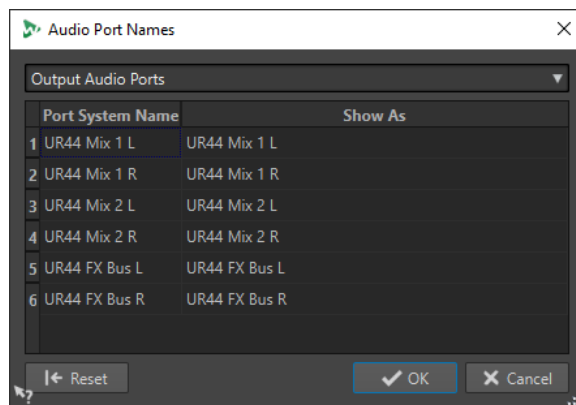 Audio Port Names
Output Audio Ports
Port System Name Show As
1 UR44 Mix 1 L UR44 Mix 1 L
2 UR44 Mix 1 R UR44 Mix 1 R
3 UR44 Mix 2 L UR44 Mix 2 L
4 UR44 Mix 2 R UR44 Mix 2 R
5 UR44 FX Bus L UR44 FX Bus L
6 UR44 FX Bus R UR44 FX Bus R
Reset OK Cancel
?